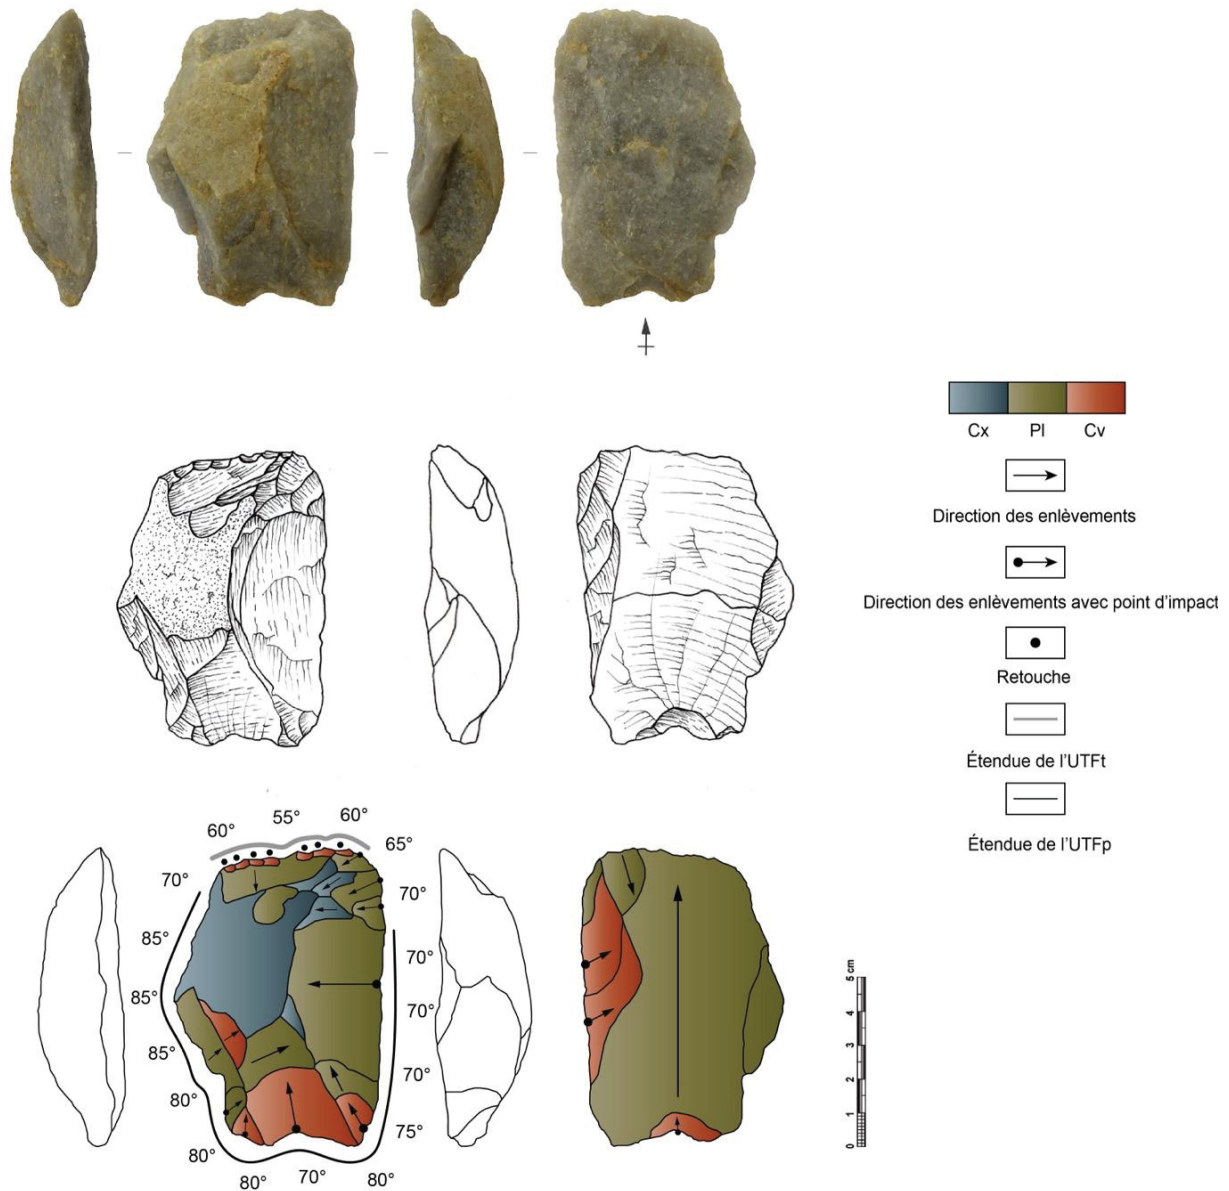 Cx Pl Cv
Direction des enlèvements
Direction des enlèvements avec point d'impact
Retouche
Étendue de l'UTFt
Étendue de l'UTFp
60° 55° 60°
65°
70°
70°
85°
70°
85°
70°
85°
70°
80°
75°
80°
80° 70° 80°
5 cm
4
3
2
1
0